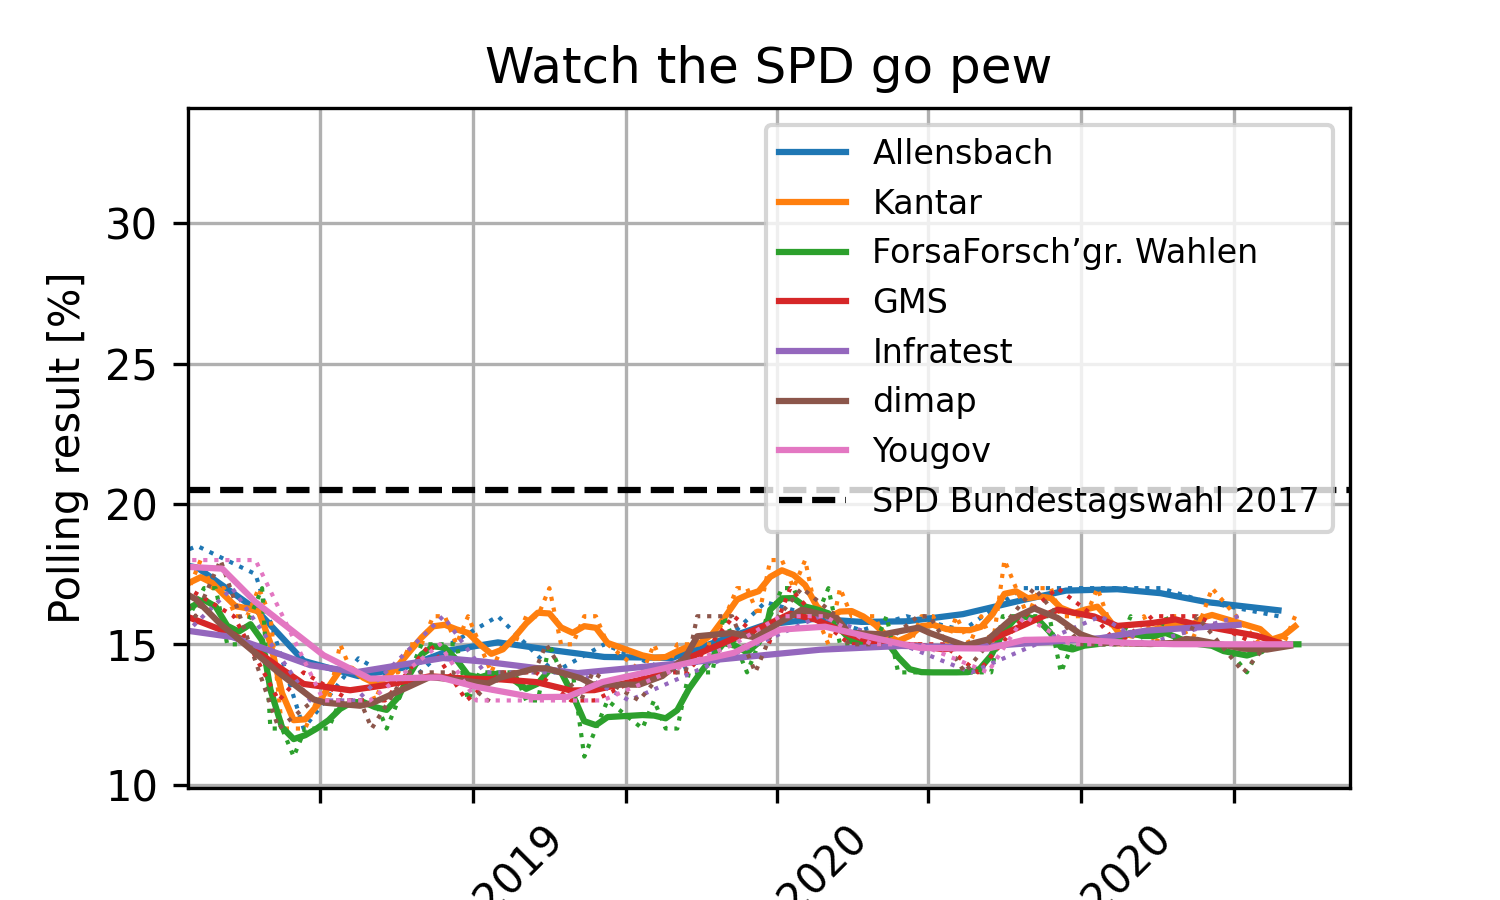 Watch the SPD go pew
Polling result [%]
30
25
20
15
10
Allensbach
Kantar
ForsaForsch’gr. Wahlen
GMS
Infratest
dimap
Yougov
SPD Bundestagswahl 2017
2019
2020
2020